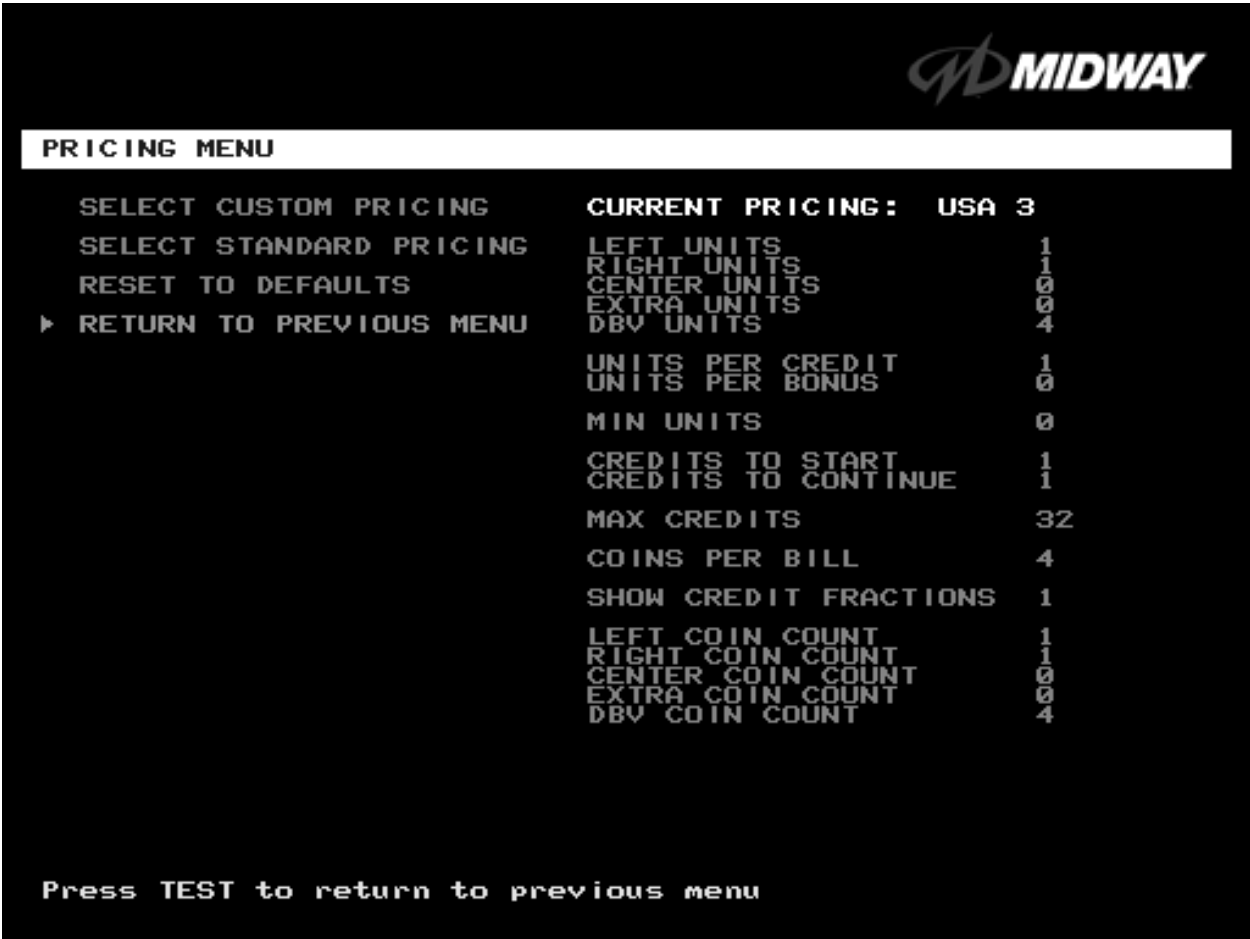 MIDWAY
PRICING MENU
SELECT CUSTOM PRICING
SELECT STANDARD PRICING
RESET TO DEFAULTS
RETURN TO PREVIOUS MENU
CURRENT PRICING: USA 3
LEFT UNITS 1
RIGHT UNITS 1
CENTER UNITS 0
EXTRA UNITS 0
DBV UNITS 4
UNITS PER CREDIT 1
UNITS PER BONUS 0
MIN UNITS 0
CREDITS TO START 1
CREDITS TO CONTINUE 1
MAX CREDITS 32
COINS PER BILL 4
SHOW CREDIT FRACTIONS 1
LEFT COIN COUNT 1
RIGHT COIN COUNT 1
CENTER COIN COUNT 0
EXTRA COIN COUNT 0
DBV COIN COUNT 4
Press TEST to return to previous menu